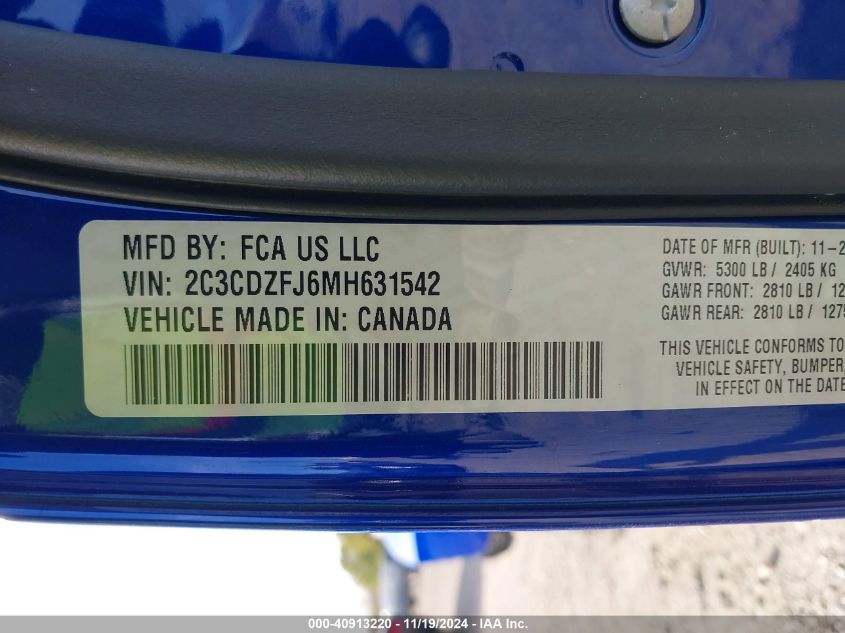 MFD BY: FCA US LLC
VIN: 2C3CDZFJ6MH631542
VEHICLE MADE IN: CANADA
DATE OF MFR (BUILT): 11-2
GVWR: 5300 LB / 2405 KG
GAWR FRONT: 2810 LB / 12
GAWR REAR: 2810 LB / 1275
THIS VEHICLE CONFORMS TO
VEHICLE SAFETY, BUMPER,
IN EFFECT ON THE DATE
000-40913220 - 11/19/2024 - IAA Inc.